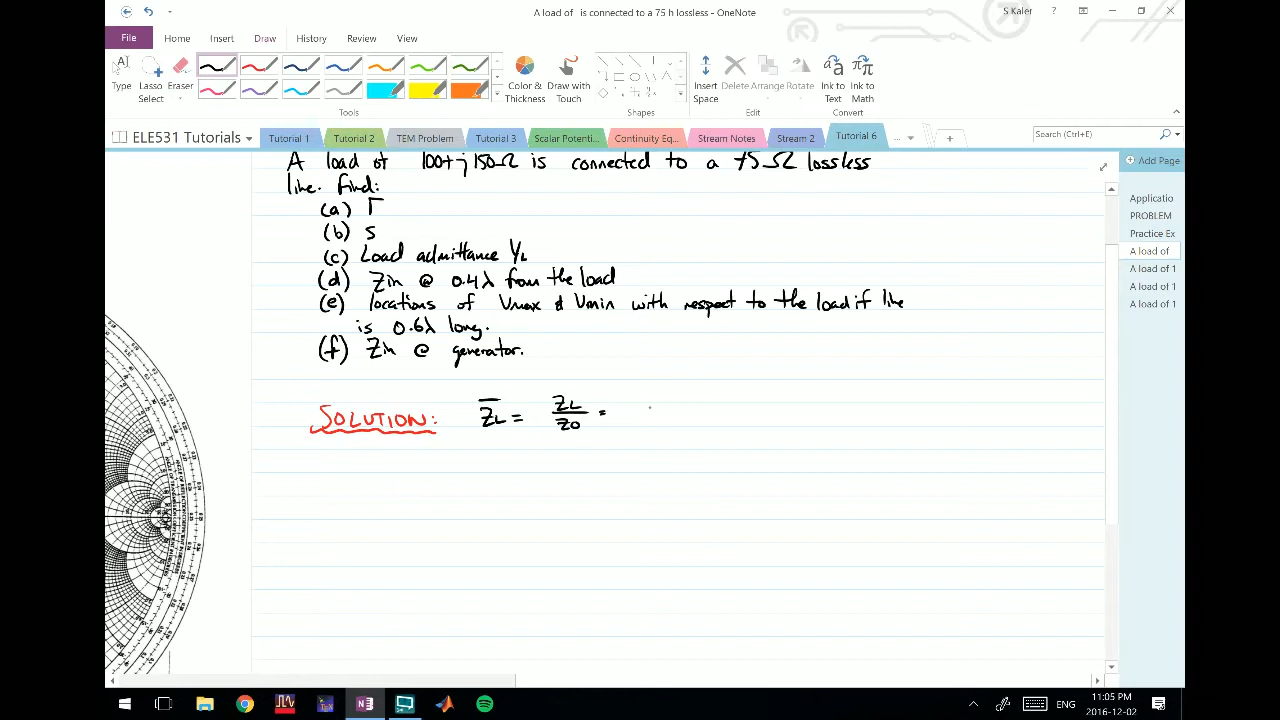 A load of is connected to a 75 h lossless - OneNote
S Kaler
File Home Insert Draw History Review View
Type
Lasso Select
Eraser
Color & Thickness
Draw with Touch
Insert Space
Delete
Arrange
Rotate
Ink to Text
Ink to Math
Tools
Shapes
Edit
Convert
ELE531 Tutorials
Tutorial 1
Tutorial 2
TEM Problem
Tutorial 3
Scalar Potenti...
Continuity Eq...
Stream Notes
Stream 2
Tutorial 6
Search (Ctrl+E)
Add Page
Applicatio
PROBLEM
Practice Ex
A load of
A load of 1
A load of 1
A load of 1
A load of 100+j150Ω is connected to a 75Ω lossless
line. Find:
(a) Γ
(b) s
(c) Load admittance YL
(d) Zin @ 0.4λ from the load
(e) locations of Vmax & Vmin with respect to the load if line
is 0.6λ long.
(f) Zin @ generator.
SOLUTION: Z̅L = ZL/Z0 =
ENG
11:05 PM
2016-12-02